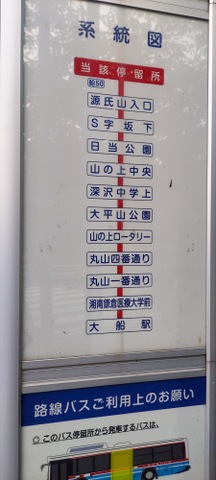 系統図
当該停留所
船50
源氏山入口
S字坂下
日当公園
山の上中央
深沢中学上
大平山公園
山の上ロータリー
丸山四番通り
丸山一番通り
湘南鎌倉医療大学前
大船駅
路線バスご利用上のお願い
◇このバス停留所から発車するバスは、